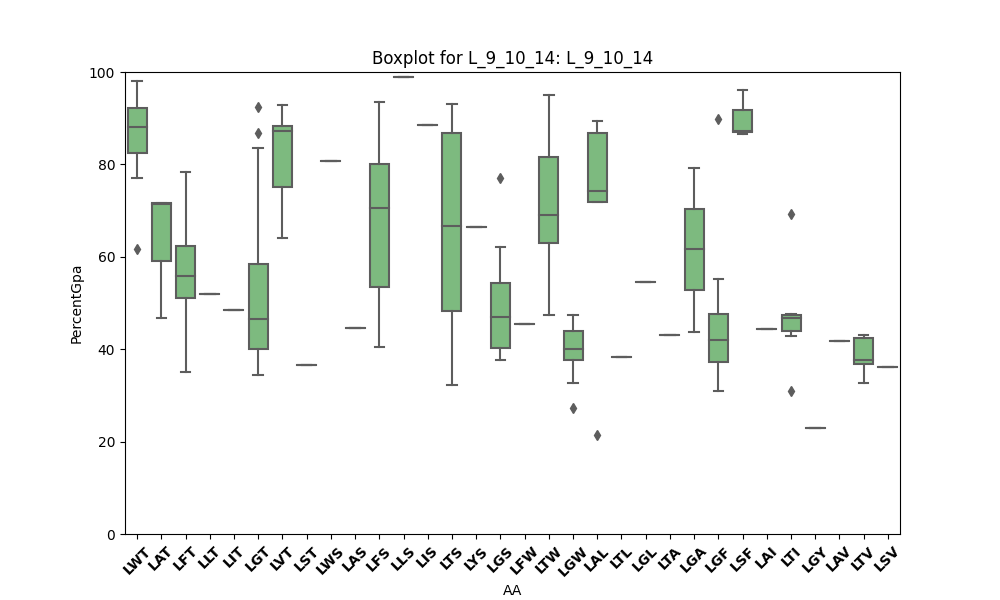 Boxplot for L_9_10_14: L_9_10_14
100
80
60
40
20
0
PercentGpa
LWT LAT LFT LLT LIT LGT LVT LST LWS LAS LFS LLS LIS LTS LYS LGS LFW LTW LGW LAL LTL LGL LTA LGA LGF LSF LAI LTI LGY LAV LTV LSV
AA